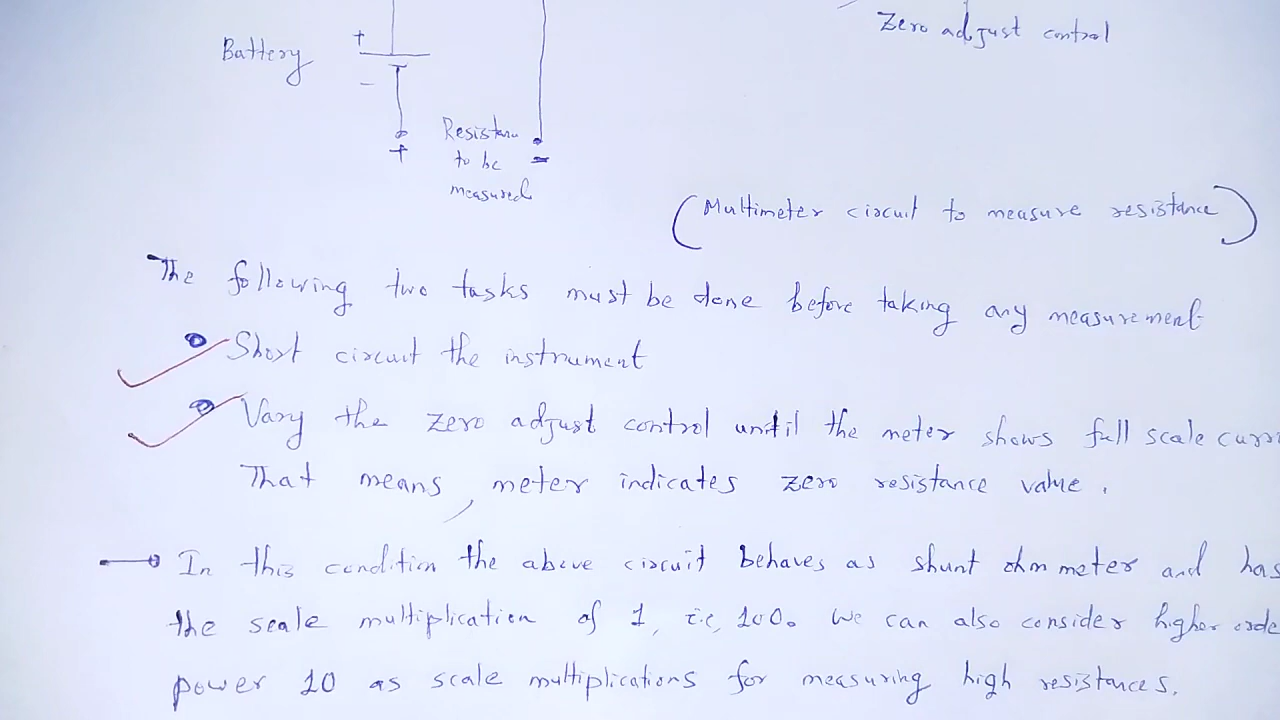 Zero adjust control
Battery
+
-
Resistan
to be
measured
+
-
(Multimeter circuit to measure resistance)
The following two tasks must be done before taking any measurement
Short circuit the instrument
Vary the zero adjust control until the meter shows full scale curr
That means, meter indicates zero resistance value.
In this condition the above circuit behaves as shunt ohm meter and has
the scale multiplication of 1, i.e, 100. We can also consider higher orde
power 10 as scale multiplications for measuring high resistances.